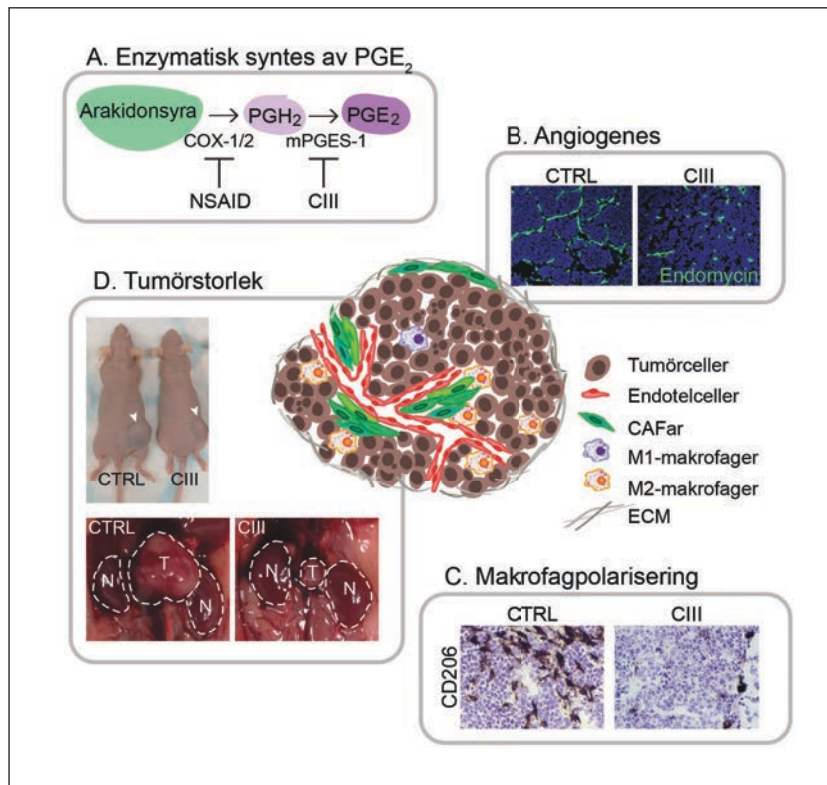 A. Enzymatisk syntes av PGE₂
Arakidonsyra
PGH₂
PGE₂
COX-1/2
mPGES-1
NSAID
CIII
B. Angiogenes
CTRL
CIII
Endomycin
D. Tumörstorlek
CTRL
CIII
CTRL
N
T
N
CIII
N
T
N
Tumörceller
Endotelceller
CAFar
M1-makrofager
M2-makrofager
ECM
C. Makrofagpolarisering
CTRL
CIII
CD206